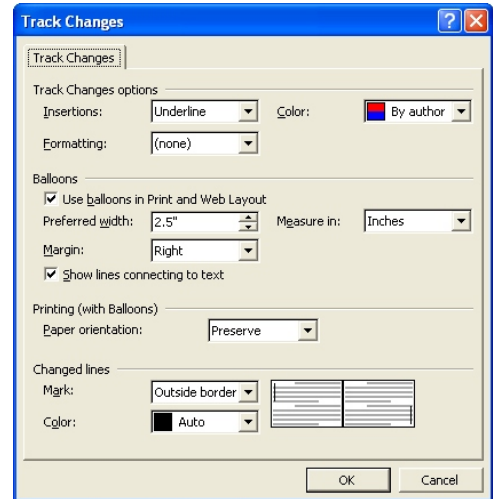 Track Changes
Track Changes
Track Changes options
Insertions: Underline Color: By author
Formatting: (none)
Balloons
Use balloons in Print and Web Layout
Preferred width: 2.5" Measure in: Inches
Margin: Right
Show lines connecting to text
Printing (with Balloons)
Paper orientation: Preserve
Changed lines
Mark: Outside border
Color: Auto
OK Cancel